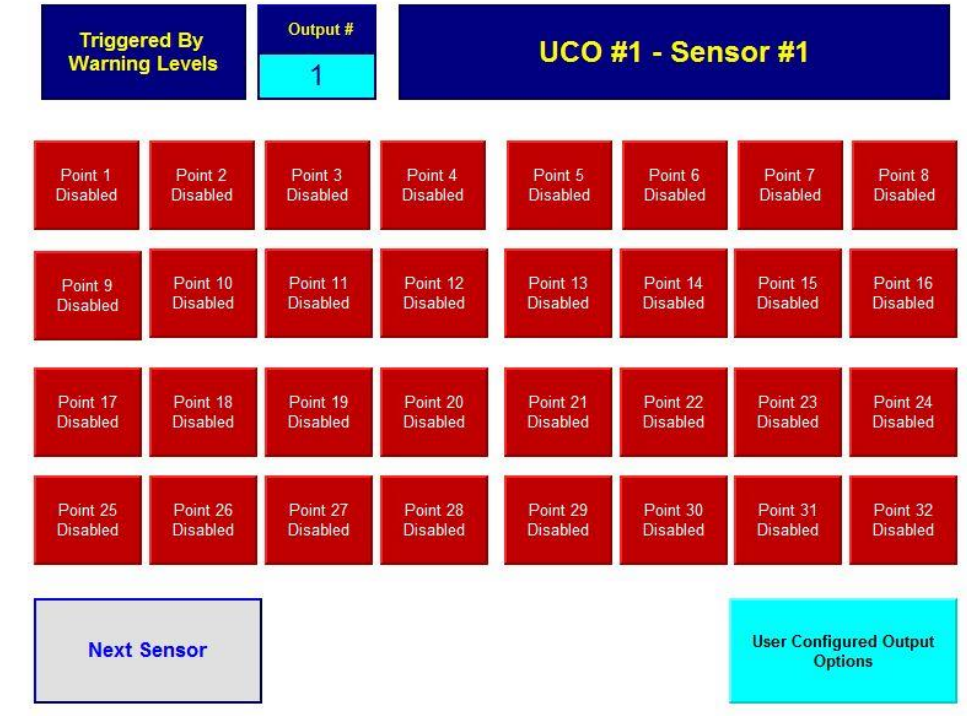 Triggered By
Warning Levels
Output #
1
UCO #1 - Sensor #1
Point 1
Disabled
Point 2
Disabled
Point 3
Disabled
Point 4
Disabled
Point 5
Disabled
Point 6
Disabled
Point 7
Disabled
Point 8
Disabled
Point 9
Disabled
Point 10
Disabled
Point 11
Disabled
Point 12
Disabled
Point 13
Disabled
Point 14
Disabled
Point 15
Disabled
Point 16
Disabled
Point 17
Disabled
Point 18
Disabled
Point 19
Disabled
Point 20
Disabled
Point 21
Disabled
Point 22
Disabled
Point 23
Disabled
Point 24
Disabled
Point 25
Disabled
Point 26
Disabled
Point 27
Disabled
Point 28
Disabled
Point 29
Disabled
Point 30
Disabled
Point 31
Disabled
Point 32
Disabled
Next Sensor
User Configured Output
Options